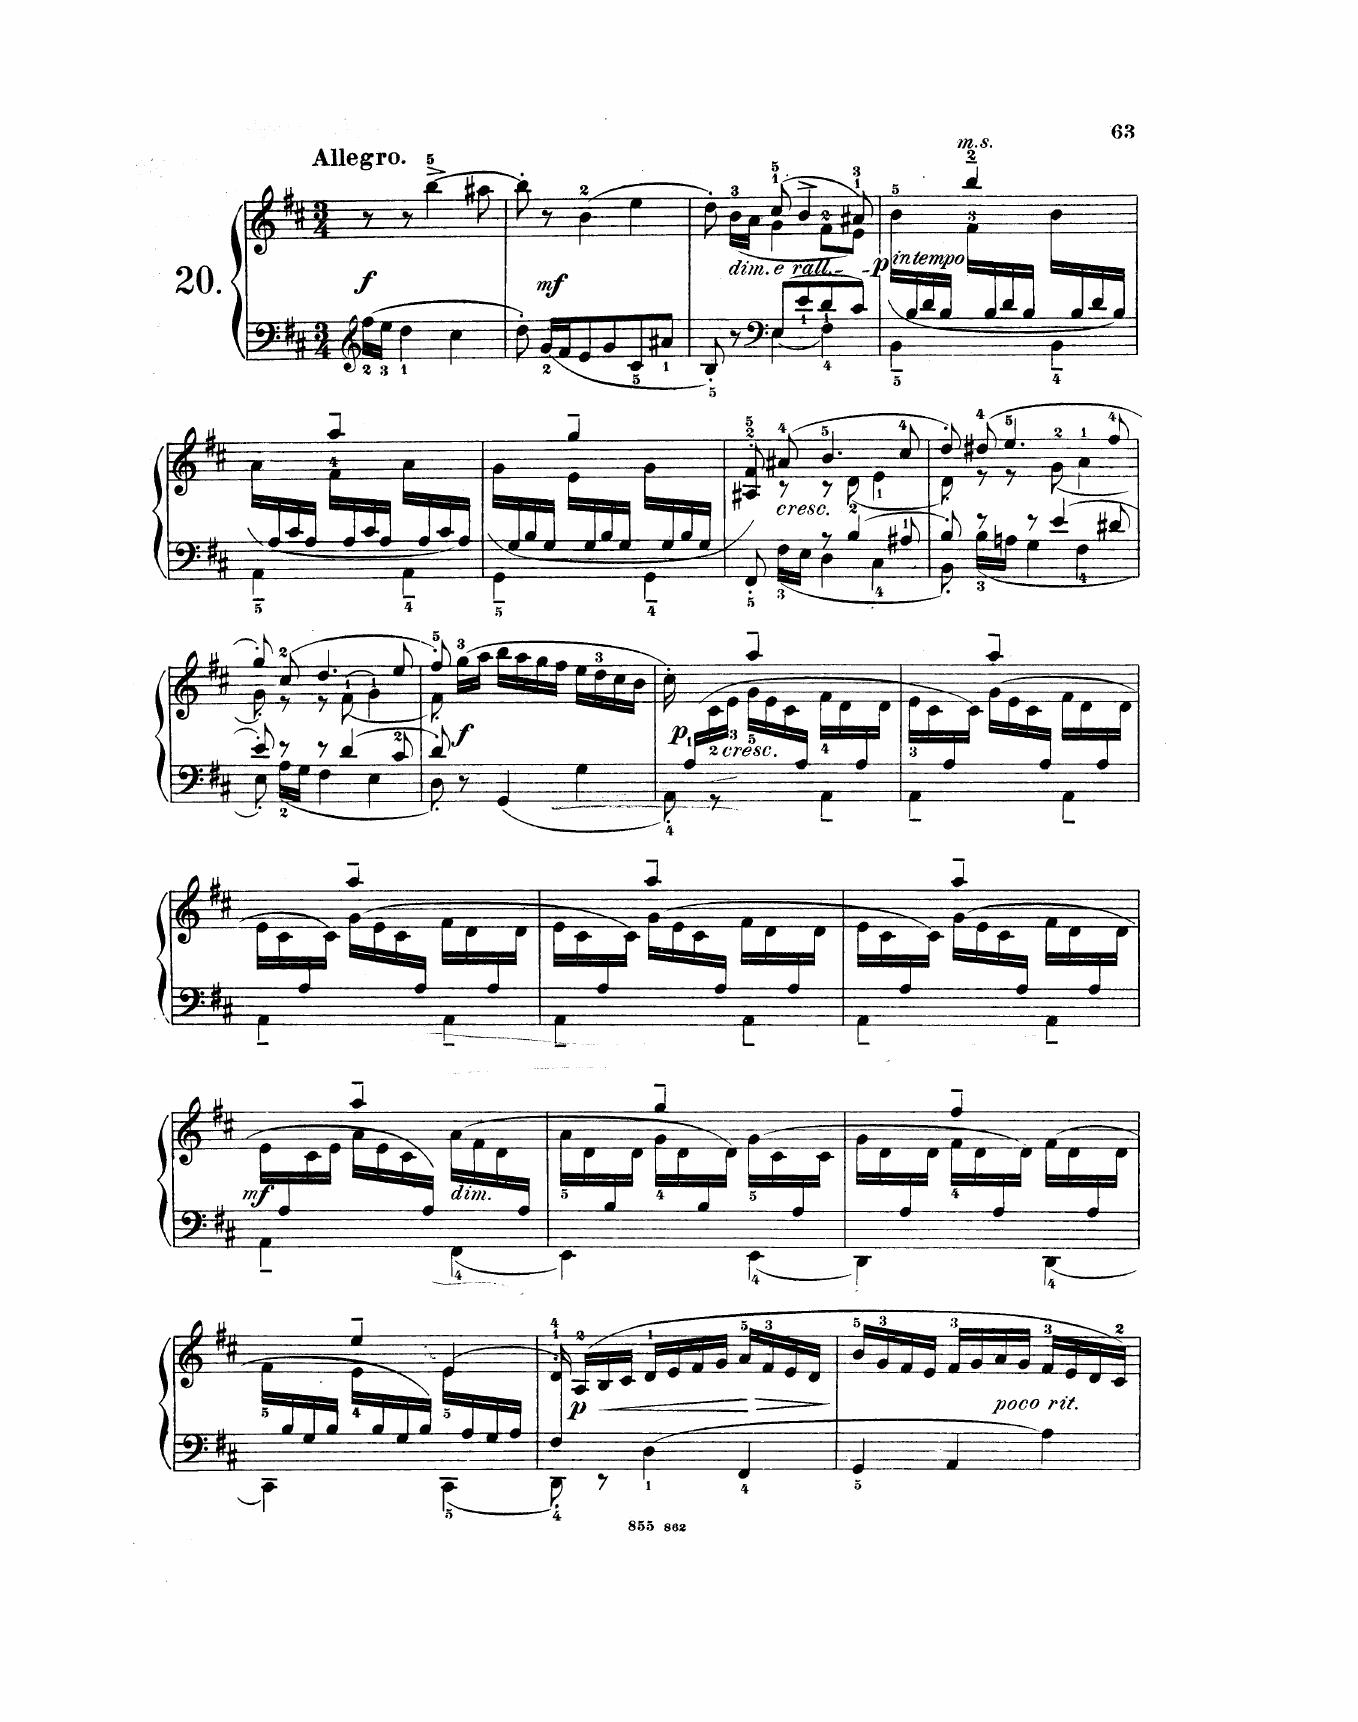 63
Allegro.
m.s.
20.
f
mf
dim. e rall.
p
in tempo
cresc.
f
p
cresc.
mf
dim.
p
poco rit.
855 862